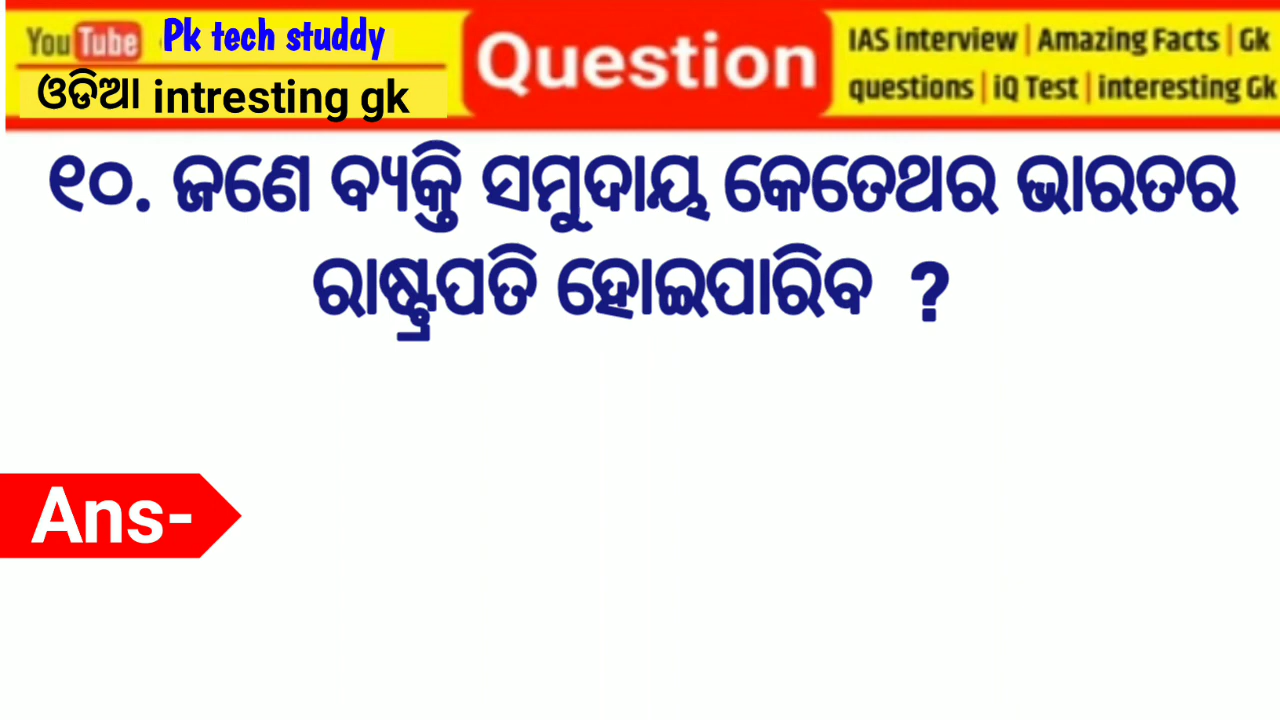 YouTube Pk tech studdy
ଓଡିଆ intresting gk
Question
IAS interview | Amazing Facts | Gk
questions | iQ Test | interesting Gk
୧୦. ଜଣେ ବ୍ୟକ୍ତି ସମୁଦାୟ କେତେଥର ଭାରତର
ରାଷ୍ଟ୍ରପତି ହୋଇପାରିବ ?
Ans-